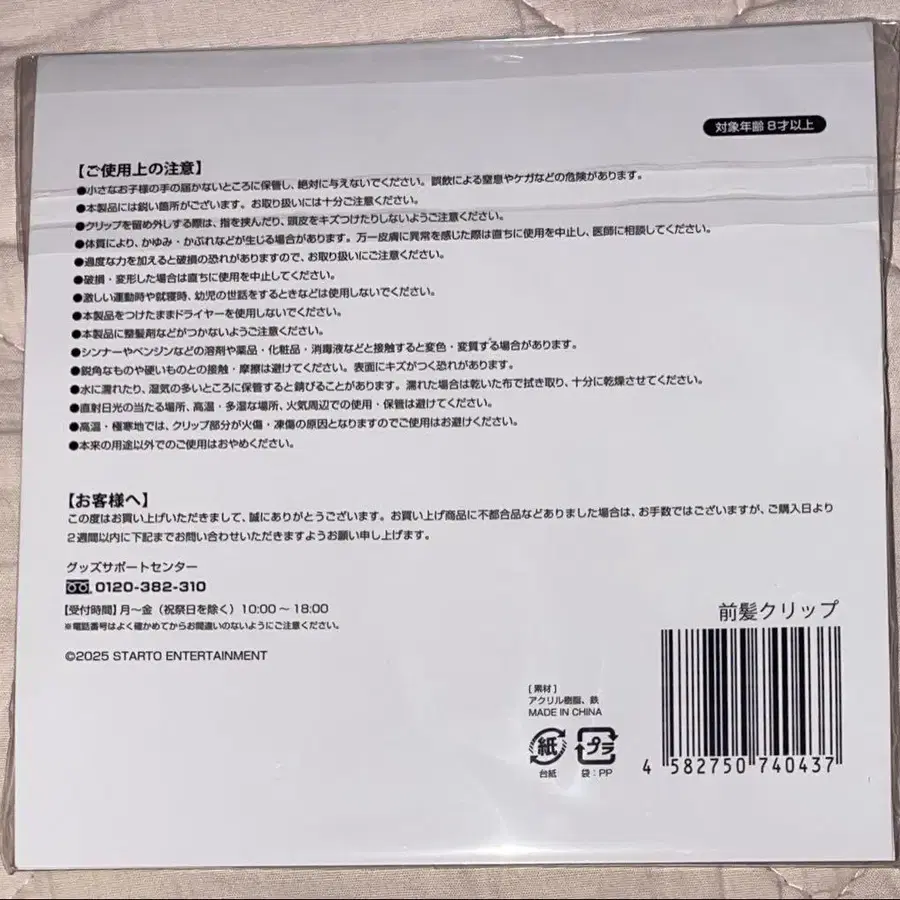 対象年齢 8才以上
【ご使用上の注意】
●小さなお子様の手の届かないところに保管し、絶対に与えないでください。誤飲による窒息やケガなどの危険があります。
●本製品には鋭い箇所がございます。お取り扱いには十分ご注意ください。
●クリップを留め外しする際は、指を挟んだり、頭皮をキズつけたりしないようご注意ください。
●体質により、かゆみ・かぶれなどが生じる場合があります。万一皮膚に異常を感じた際は直ちに使用を中止し、医師に相談してください。
●過度な力を加えると破損の恐れがありますので、お取り扱いにご注意ください。
●破損・変形した場合は直ちに使用を中止してください。
●激しい運動時や就寝時、幼児の世話をするときなどは使用しないでください。
●本製品をつけたままドライヤーを使用しないでください。
●本製品に整髪剤などがつかないようご注意ください。
●シンナーやベンジンなどの溶剤や薬品・化粧品・消毒液などと接触すると変色・変質する場合があります。
●鋭角なものや硬いものとの接触・摩擦は避けてください。表面にキズがつく恐れがあります。
●水に濡れたり、湿気の多いところに保管すると錆びることがあります。濡れた場合は乾いた布で拭き取り、十分に乾燥させてください。
●直射日光の当たる場所、高温・多湿な場所、火気周辺での使用・保管は避けてください。
●高温・極寒地では、クリップ部分が火傷・凍傷の原因となりますのでご使用はお避けください。
●本来の用途以外でのご使用はおやめください。
【お客様へ】
この度はお買い上げいただきまして、誠にありがとうございます。お買い上げ商品に不都合品などありました場合は、お手数ではございますが、ご購入日より
2週間以内に下記までお問い合わせいただきますようお願い申し上げます。
グッズサポートセンター
0120-382-310
【受付時間】月〜金（祝祭日を除く）10:00〜18:00
※電話番号はよく確かめてからお間違いのないようにご注意ください。
©2025 STARTO ENTERTAINMENT
前髪クリップ
[素材]
アクリル樹脂、鉄
MADE IN CHINA
紙 プラ
台紙 袋：PP
4 582750 740437